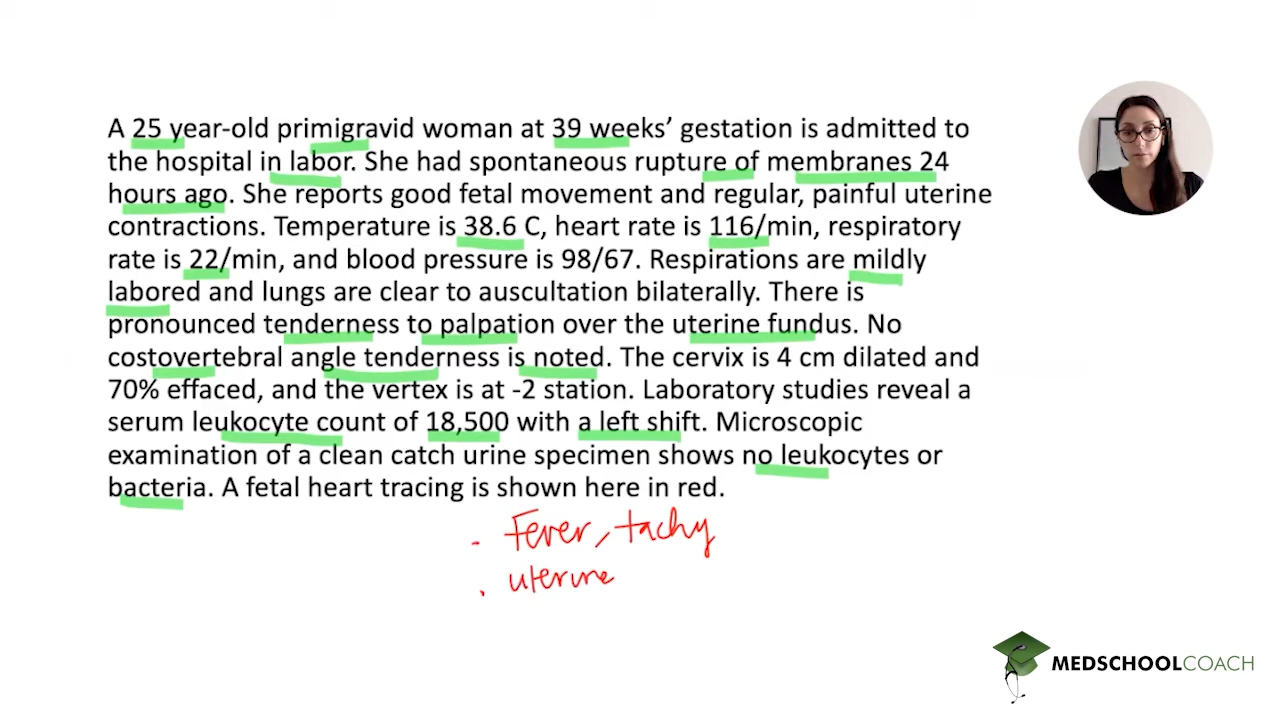 A 25 year-old primigravid woman at 39 weeks’ gestation is admitted to
the hospital in labor. She had spontaneous rupture of membranes 24
hours ago. She reports good fetal movement and regular, painful uterine
contractions. Temperature is 38.6 C, heart rate is 116/min, respiratory
rate is 22/min, and blood pressure is 98/67. Respirations are mildly
labored and lungs are clear to auscultation bilaterally. There is
pronounced tenderness to palpation over the uterine fundus. No
costovertebral angle tenderness is noted. The cervix is 4 cm dilated and
70% effaced, and the vertex is at -2 station. Laboratory studies reveal a
serum leukocyte count of 18,500 with a left shift. Microscopic
examination of a clean catch urine specimen shows no leukocytes or
bacteria. A fetal heart tracing is shown here in red.
- Fever, tachy
. uterine
MEDSCHOOLCOACH